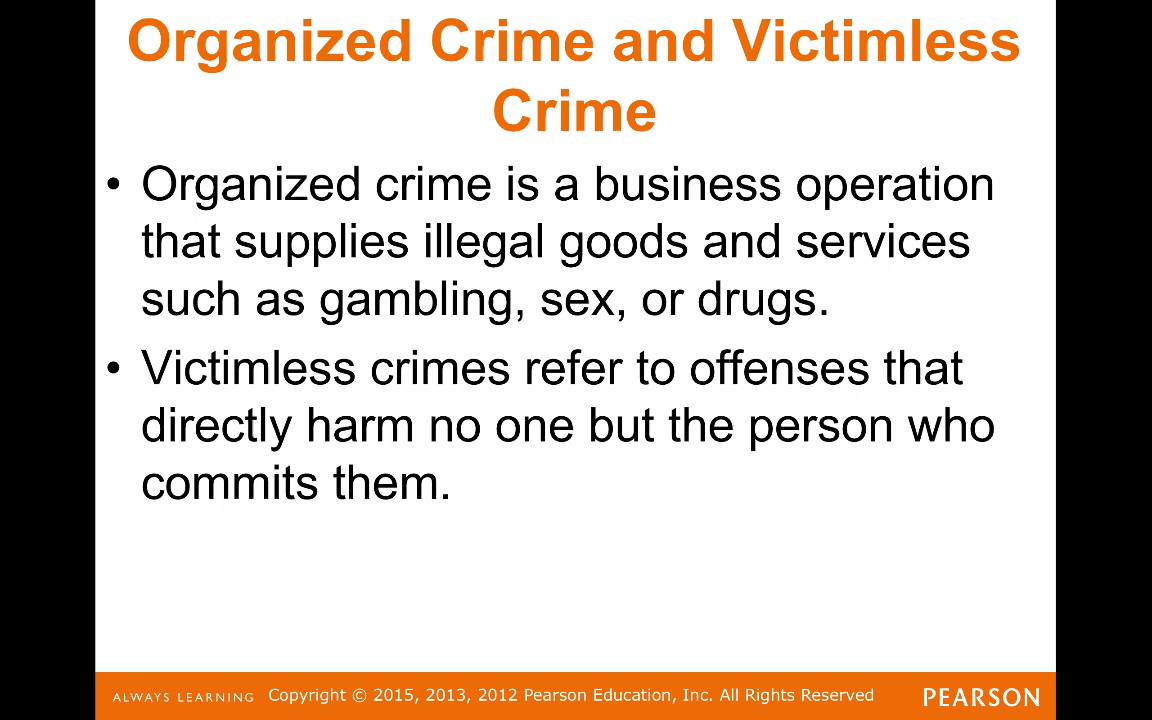 Organized Crime and Victimless
Crime
• Organized crime is a business operation
that supplies illegal goods and services
such as gambling, sex, or drugs.
• Victimless crimes refer to offenses that
directly harm no one but the person who
commits them.
ALWAYS LEARNING Copyright © 2015, 2013, 2012 Pearson Education, Inc. All Rights Reserved PEARSON